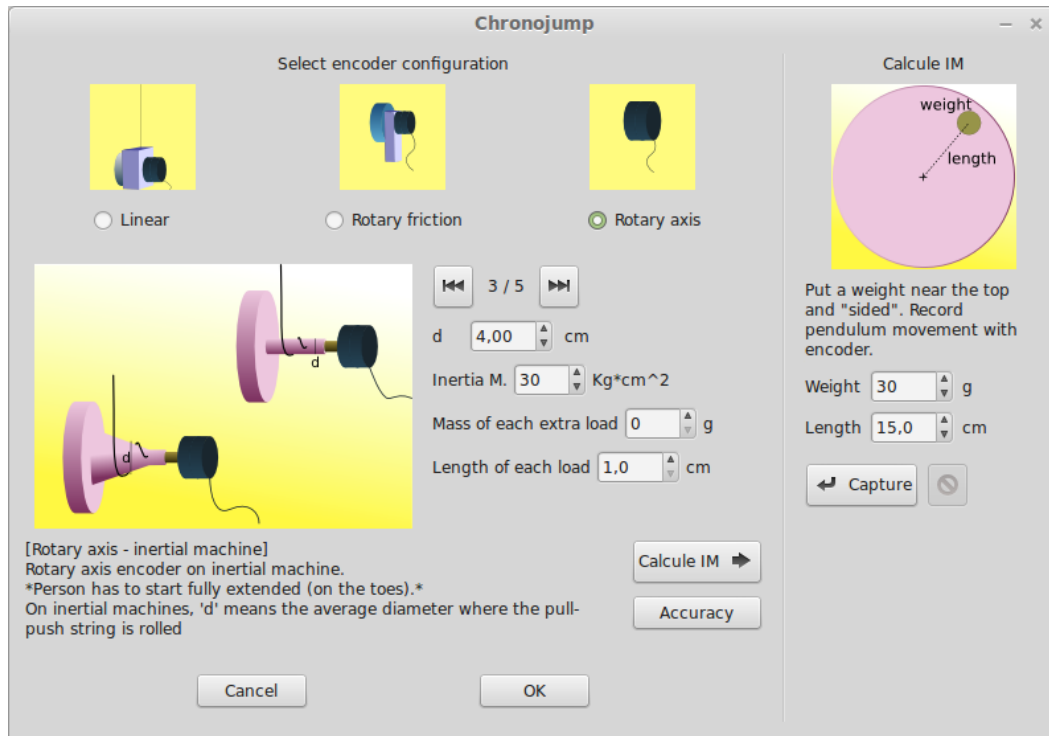 Chronojump
Select encoder configuration
Linear
Rotary friction
Rotary axis
d
d
3 / 5
d 4,00 cm
Inertia M. 30 Kg*cm^2
Mass of each extra load 0 g
Length of each load 1,0 cm
[Rotary axis - inertial machine]
Rotary axis encoder on inertial machine.
*Person has to start fully extended (on the toes).*
On inertial machines, 'd' means the average diameter where the pull-
push string is rolled
Calcule IM
Accuracy
Cancel
OK
Calcule IM
weight
length
Put a weight near the top
and "sided". Record
pendulum movement with
encoder.
Weight 30 g
Length 15,0 cm
Capture